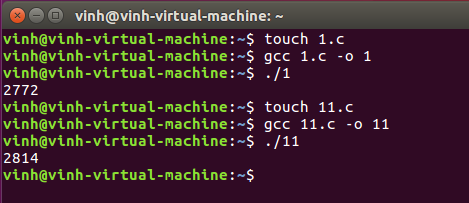 vinh@vinh-virtual-machine: ~
vinh@vinh-virtual-machine:~$ touch 1.c
vinh@vinh-virtual-machine:~$ gcc 1.c -o 1
vinh@vinh-virtual-machine:~$ ./1
2772
vinh@vinh-virtual-machine:~$ touch 11.c
vinh@vinh-virtual-machine:~$ gcc 11.c -o 11
vinh@vinh-virtual-machine:~$ ./11
2814
vinh@vinh-virtual-machine:~$